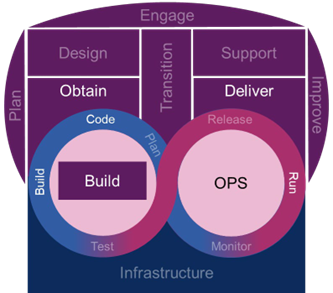 Engage
Design
Support
Plan
Transition
Improve
Obtain
Deliver
Code
Release
Plan
Build
Build
OPS
Run
Test
Monitor
Infrastructure